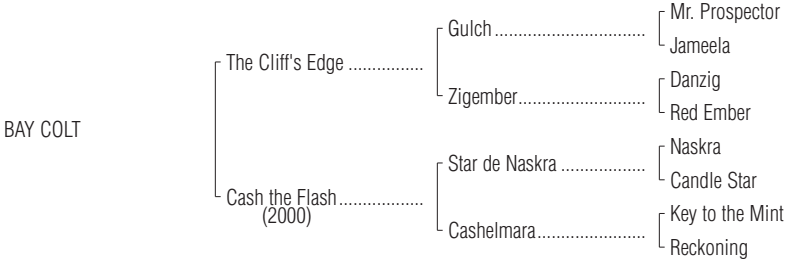 Mr. Prospector
Gulch ................................
Jameela
The Cliff's Edge ................
Danzig
Zigember...........................
Red Ember
BAY COLT
Naskra
Star de Naskra ..................
Candle Star
Cash the Flash..................
(2000)
Key to the Mint
Cashelmara.......................
Reckoning